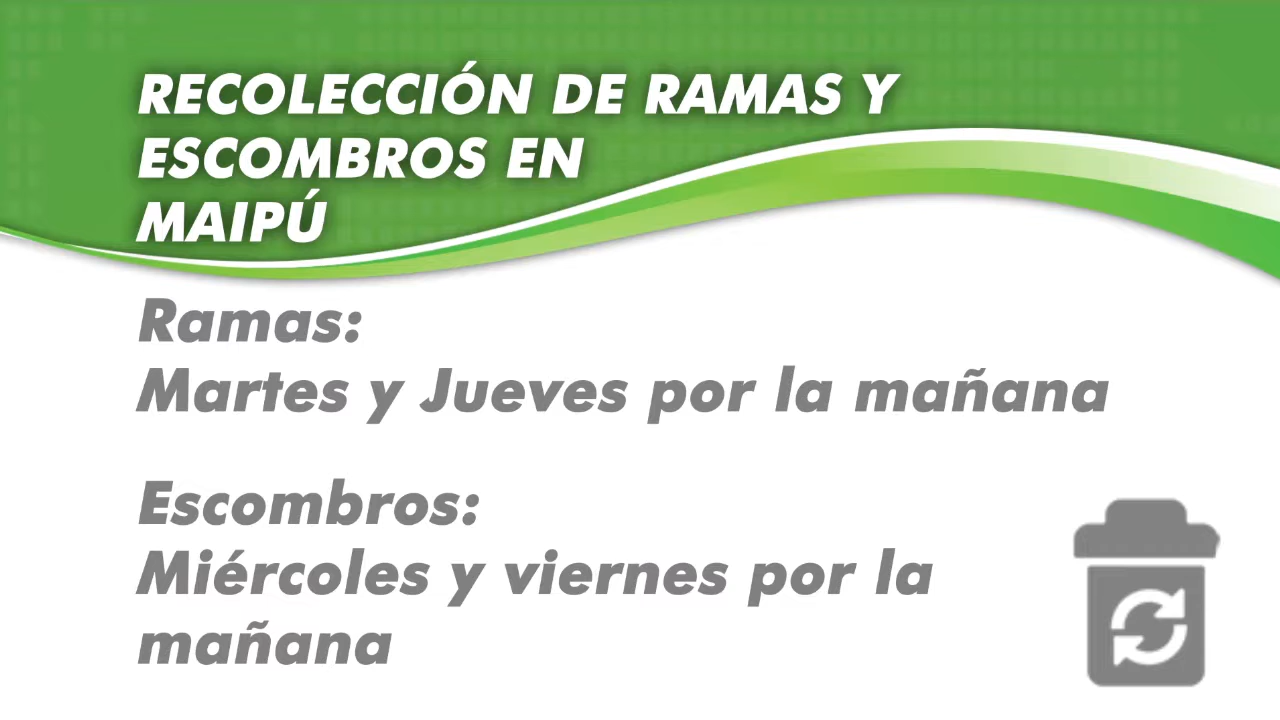 RECOLECCIÓN DE RAMAS Y
ESCOMBROS EN
MAIPÚ
Ramas:
Martes y Jueves por la mañana
Escombros:
Miércoles y viernes por la
mañana